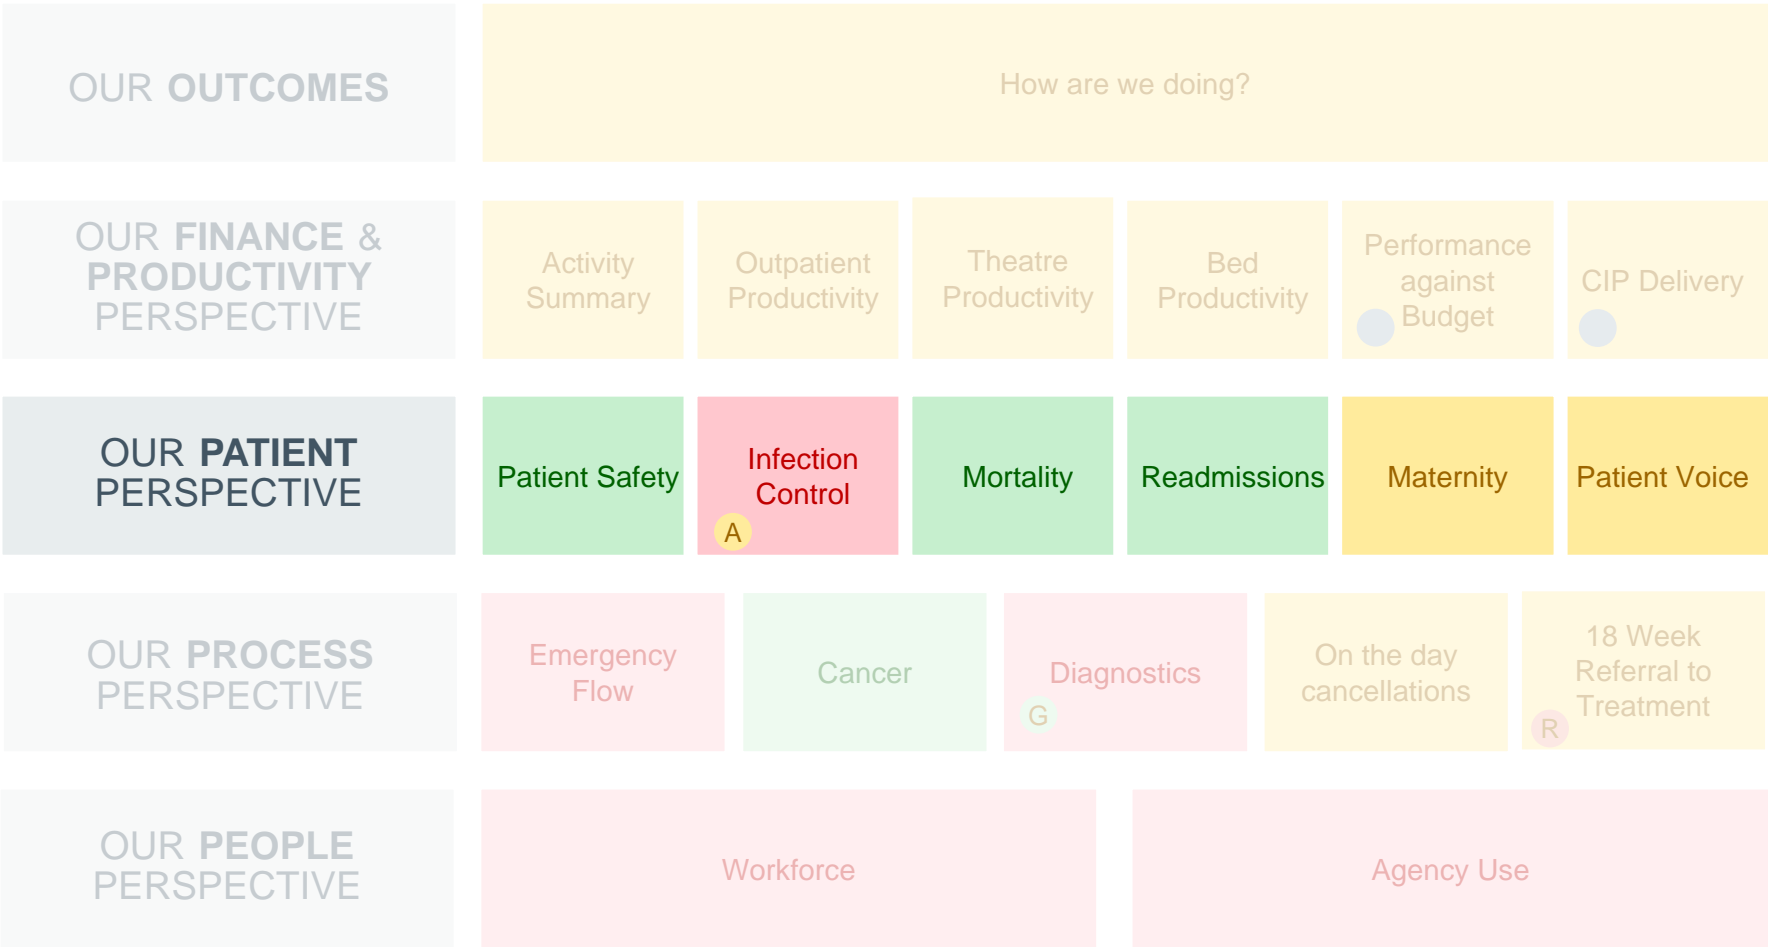 OUR OUTCOMES
How are we doing?
OUR FINANCE &
PRODUCTIVITY
PERSPECTIVE
Activity
Summary
Outpatient
Productivity
Theatre
Productivity
Bed
Productivity
Performance
against
Budget
CIP Delivery
OUR PATIENT
PERSPECTIVE
Patient Safety
Infection
Control
A
Mortality
Readmissions
Maternity
Patient Voice
OUR PROCESS
PERSPECTIVE
Emergency
Flow
Cancer
Diagnostics
G
On the day
cancellations
18 Week
Referral to
Treatment
R
OUR PEOPLE
PERSPECTIVE
Workforce
Agency Use